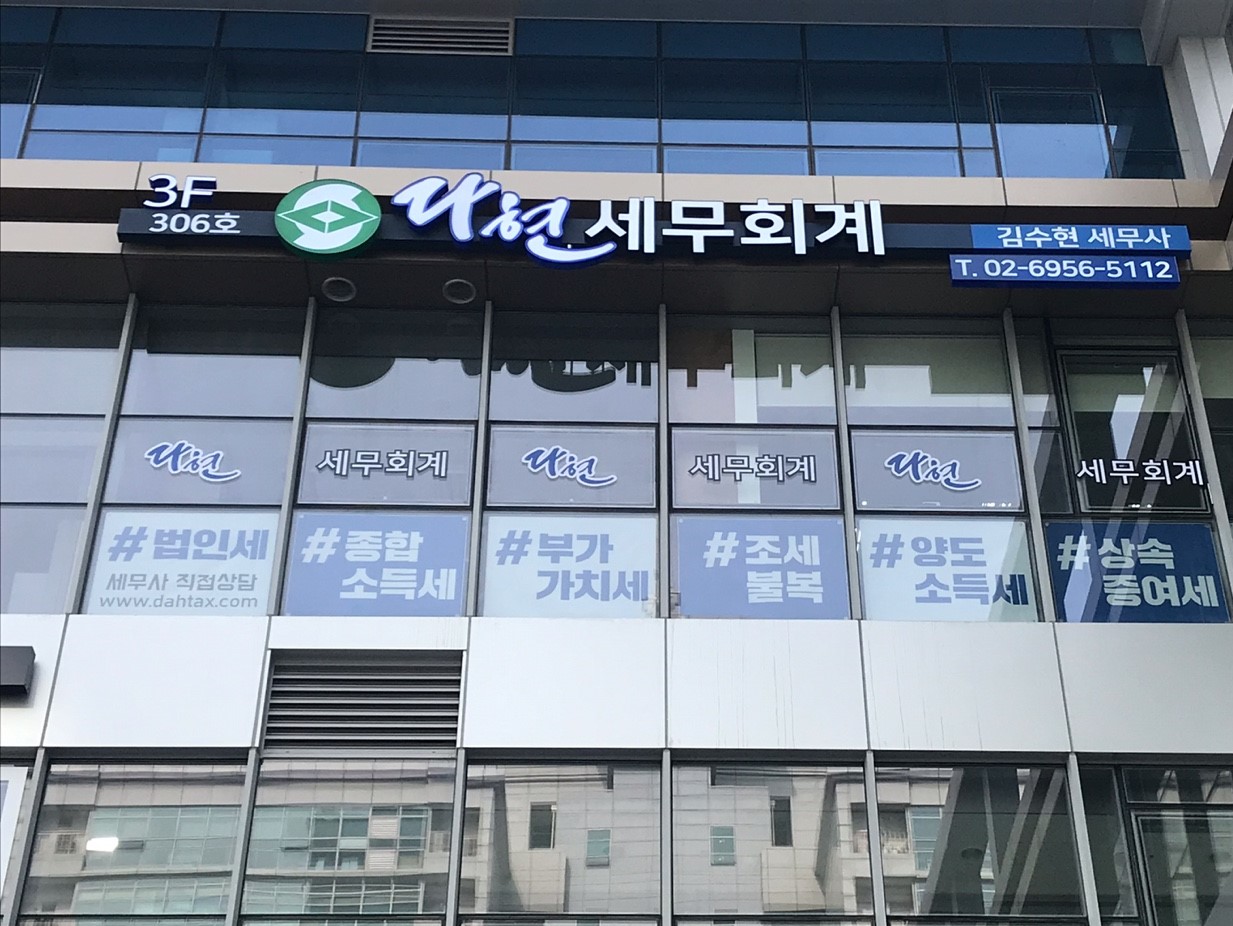 3F
306호
다현 세무회계
김수현 세무사
T. 02-6956-5112
다현
세무회계
다현
세무회계
다현
세무회계
#법인세
세무사 직접상담
www.dahtax.com
#종합
소득세
#부가
가치세
#조세
불복
#양도
소득세
#상속
증여세